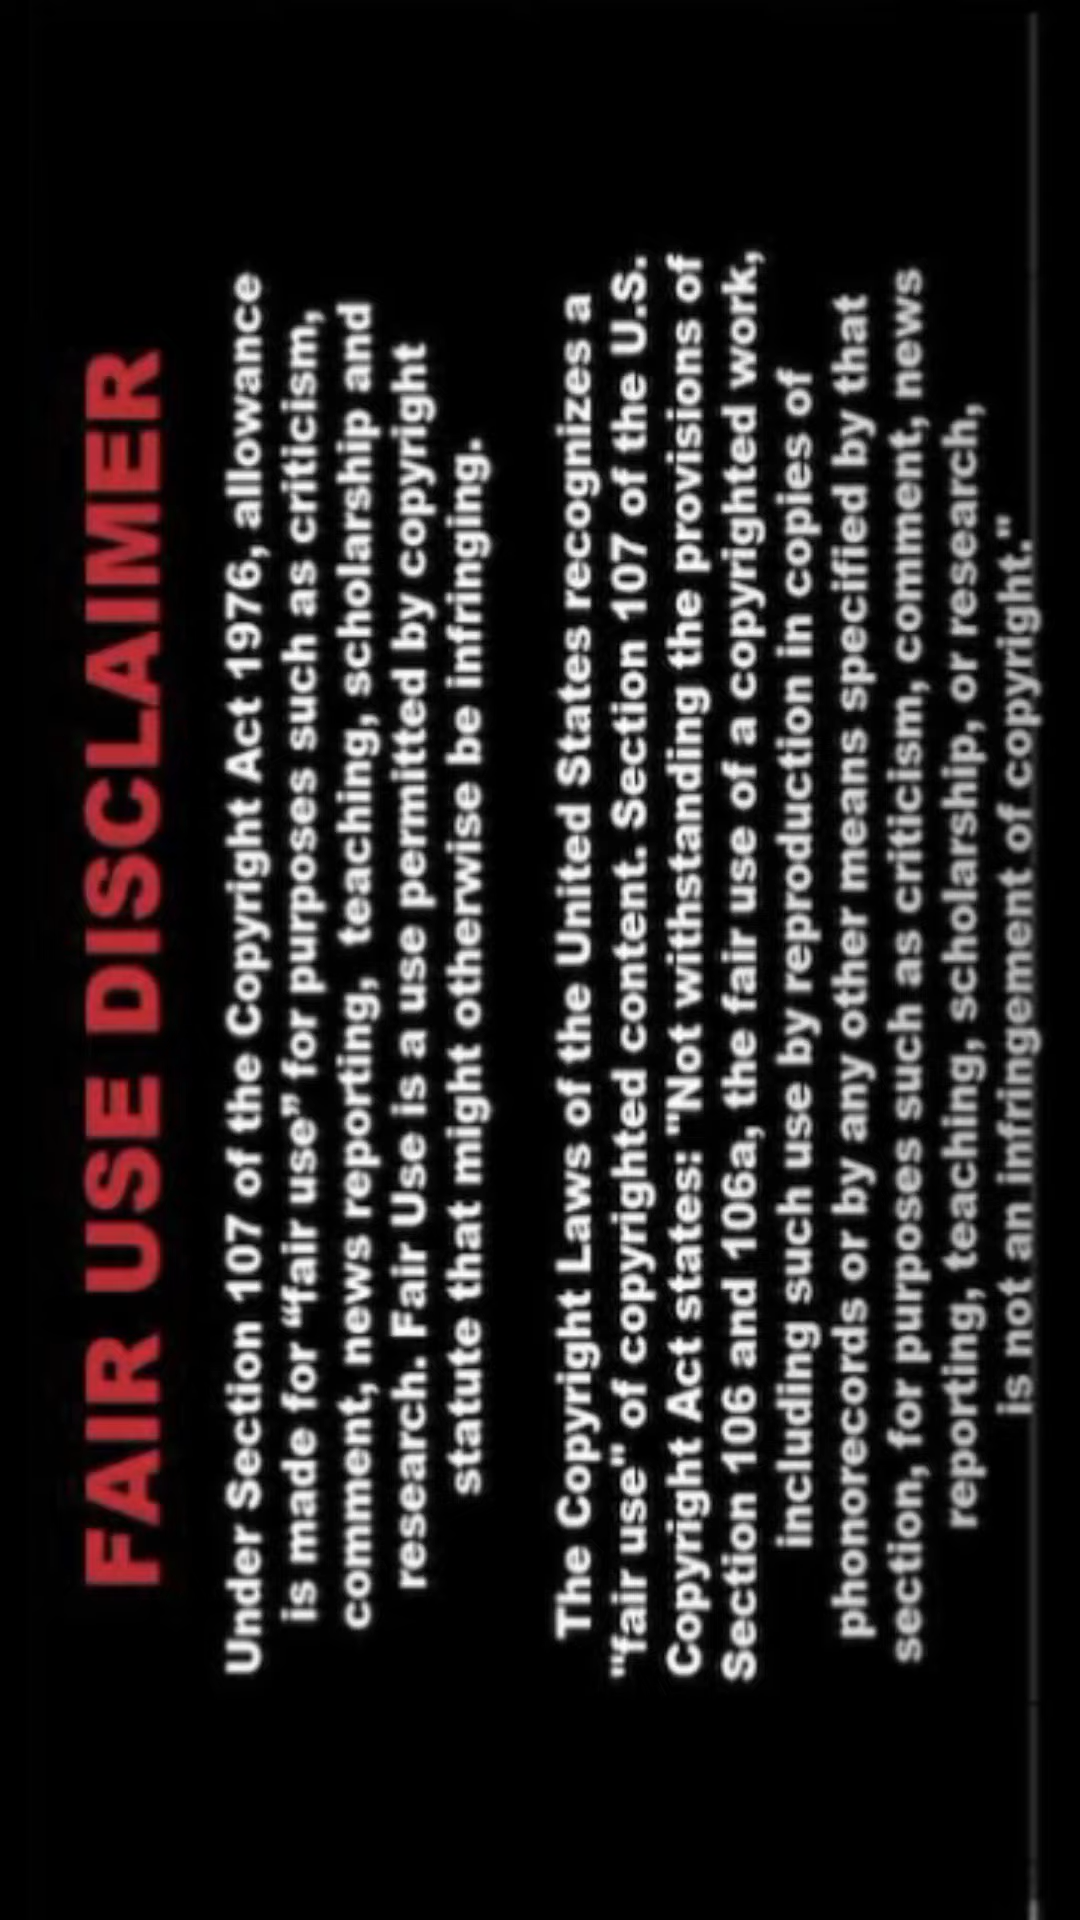 FAIR USE DISCLAIMER
Under Section 107 of the Copyright Act 1976, allowance
is made for “fair use” for purposes such as criticism,
comment, news reporting, teaching, scholarship and
research. Fair Use is a use permitted by copyright
statute that might otherwise be infringing.
The Copyright Laws of the United States recognizes a
"fair use" of copyrighted content. Section 107 of the U.S.
Copyright Act states: "Not withstanding the provisions of
Section 106 and 106a, the fair use of a copyrighted work,
including such use by reproduction in copies of
phonorecords or by any other means specified by that
section, for purposes such as criticism, comment, news
reporting, teaching, scholarship, or research,
is not an infringement of copyright."